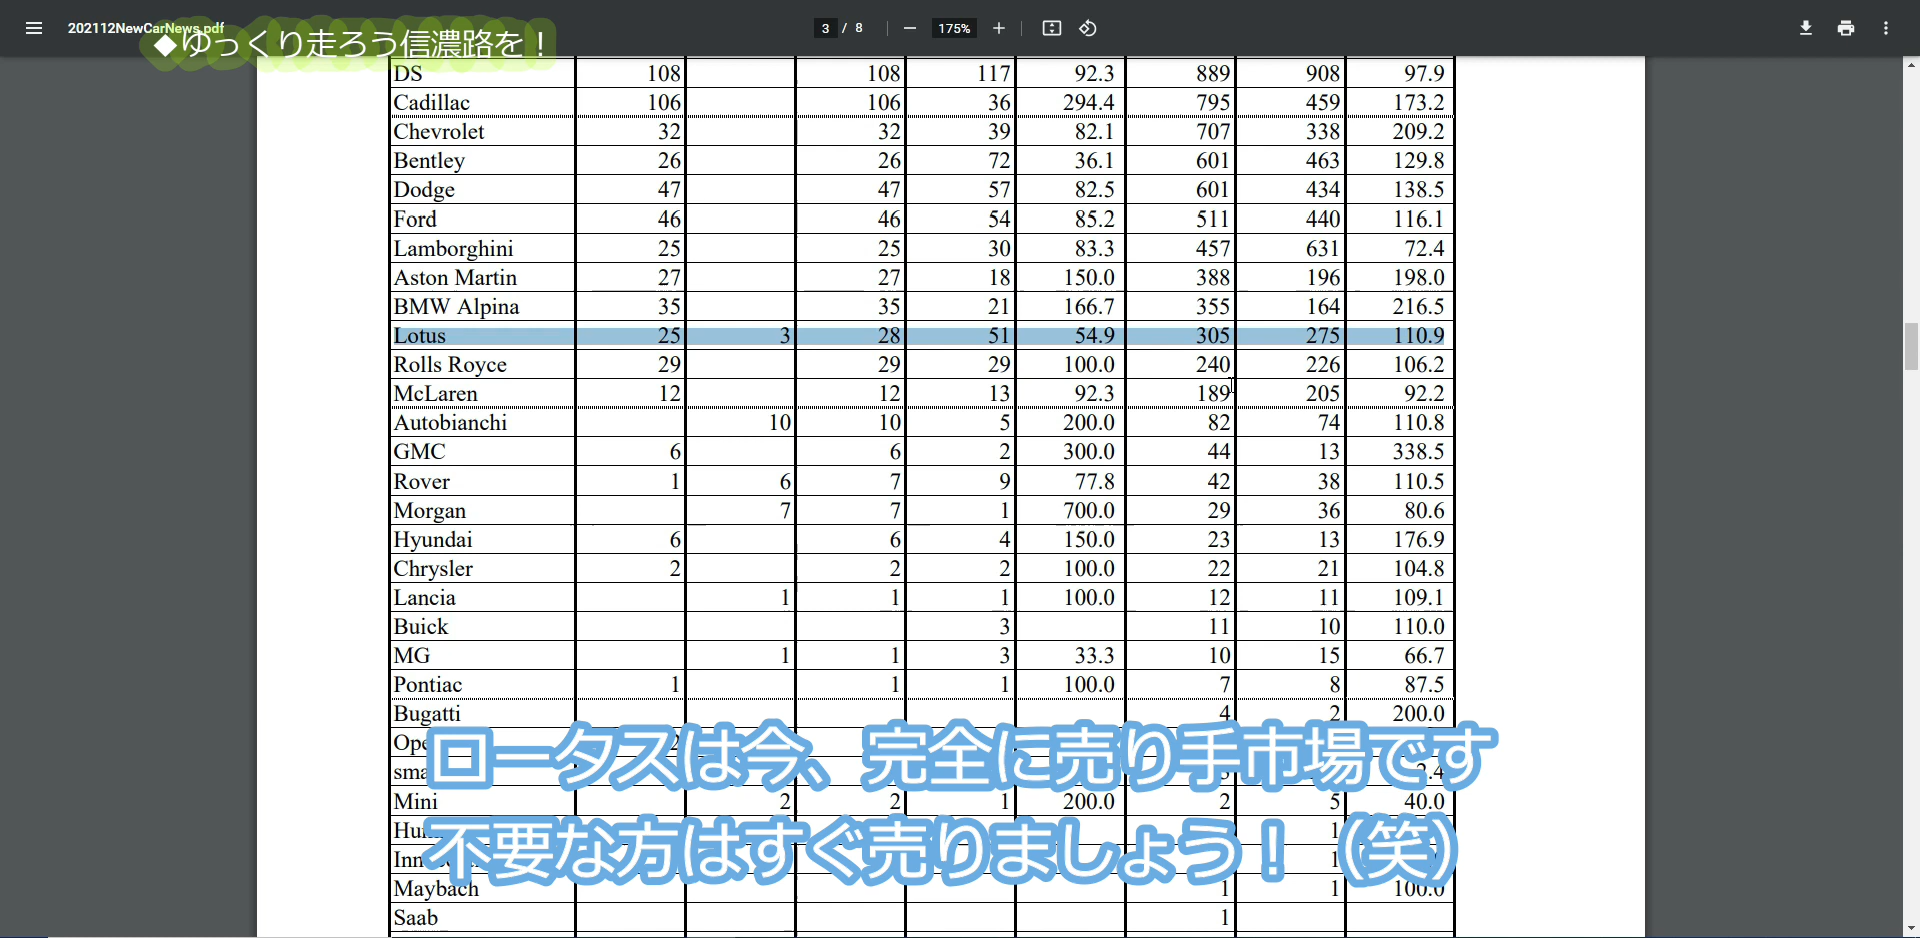 202112NewCarNews.pdf
3 / 8
175%
◆ゆっくり走ろう信濃路を！
DS 108 108 117 92.3 889 908 97.9
Cadillac 106 106 36 294.4 795 459 173.2
Chevrolet 32 32 39 82.1 707 338 209.2
Bentley 26 26 72 36.1 601 463 129.8
Dodge 47 47 57 82.5 601 434 138.5
Ford 46 46 54 85.2 511 440 116.1
Lamborghini 25 25 30 83.3 457 631 72.4
Aston Martin 27 27 18 150.0 388 196 198.0
BMW Alpina 35 35 21 166.7 355 164 216.5
Lotus 25 3 28 51 54.9 305 275 110.9
Rolls Royce 29 29 29 100.0 240 226 106.2
McLaren 12 12 13 92.3 189 205 92.2
Autobianchi 10 10 5 200.0 82 74 110.8
GMC 6 6 2 300.0 44 13 338.5
Rover 1 6 7 9 77.8 42 38 110.5
Morgan 7 7 1 700.0 29 36 80.6
Hyundai 6 6 4 150.0 23 13 176.9
Chrysler 2 2 2 100.0 22 21 104.8
Lancia 1 1 1 100.0 12 11 109.1
Buick 3 11 10 110.0
MG 1 1 3 33.3 10 15 66.7
Pontiac 1 1 1 100.0 7 8 87.5
Bugatti 4 2 200.0
ロータスは今、完全に売り手市場です
Mini 2 2 1 200.0 2 5 40.0
不要な方はすぐ売りましょう！（笑）
Maybach 1 1 100.0
Saab 1